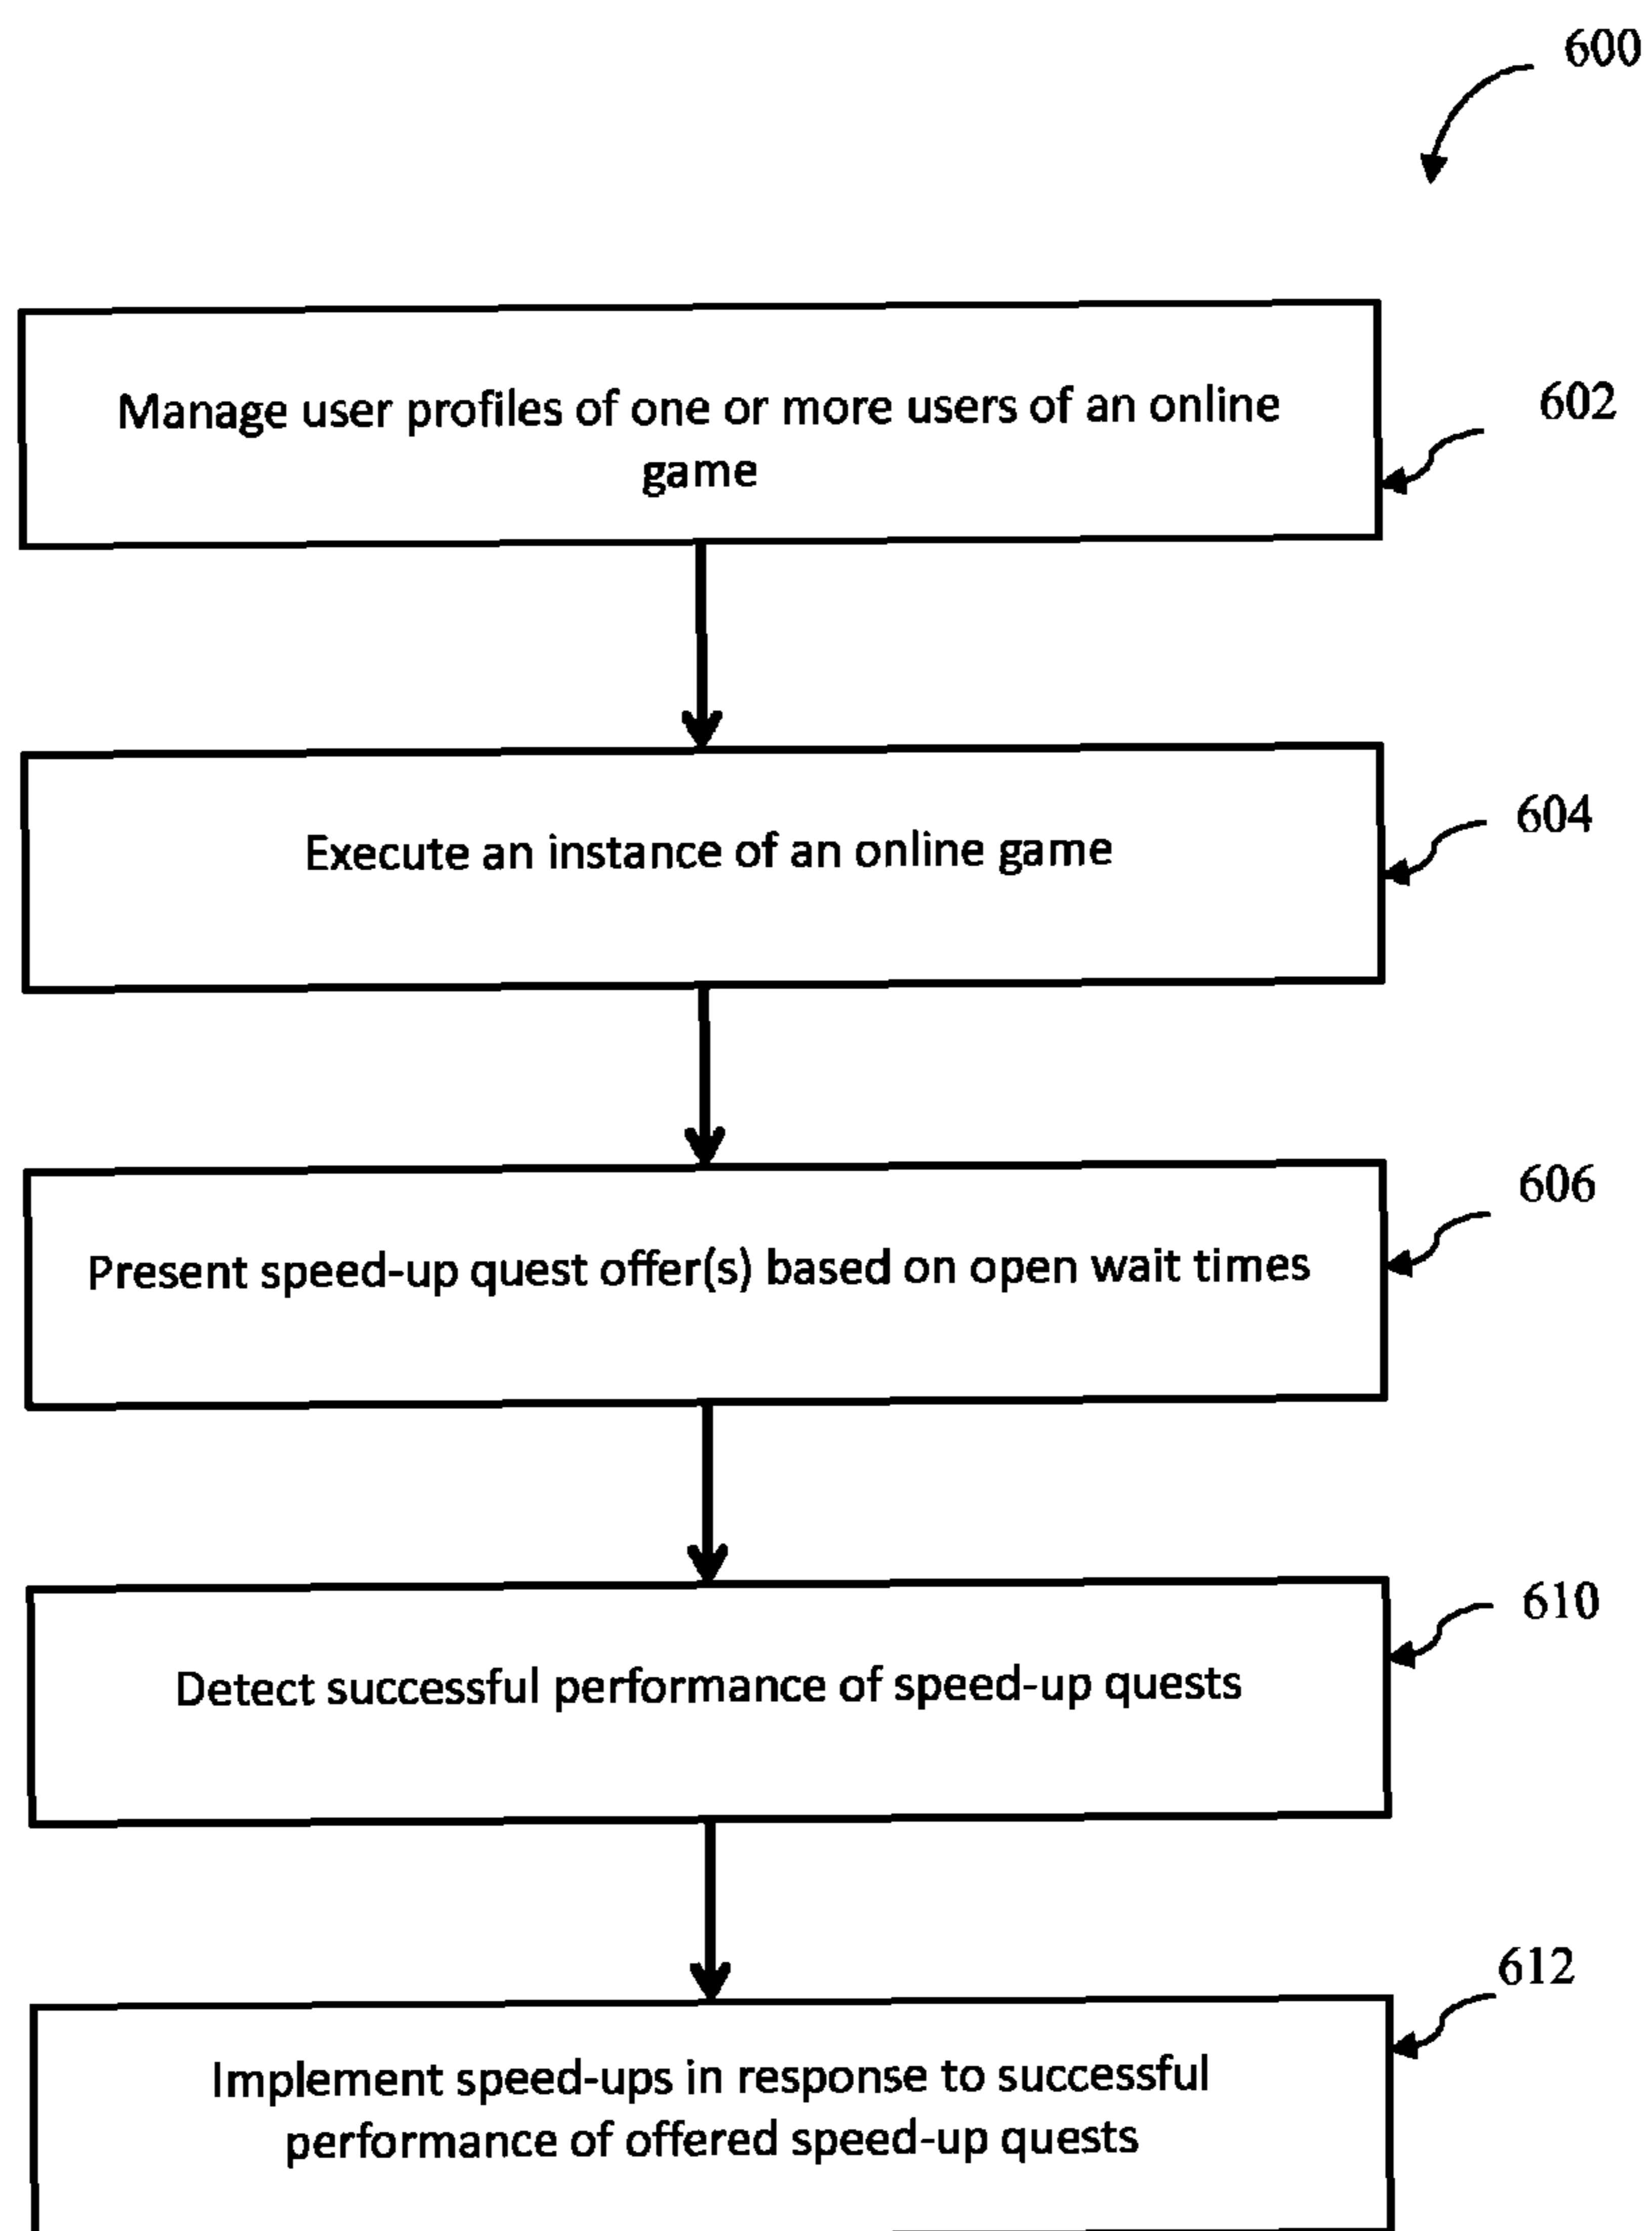 600
Manage user profiles of one or more users of an online
game
602
Execute an instance of an online game
604
Present speed-up quest offer(s) based on open wait times
606
Detect successful performance of speed-up quests
610
Implement speed-ups in response to successful
performance of offered speed-up quests
612